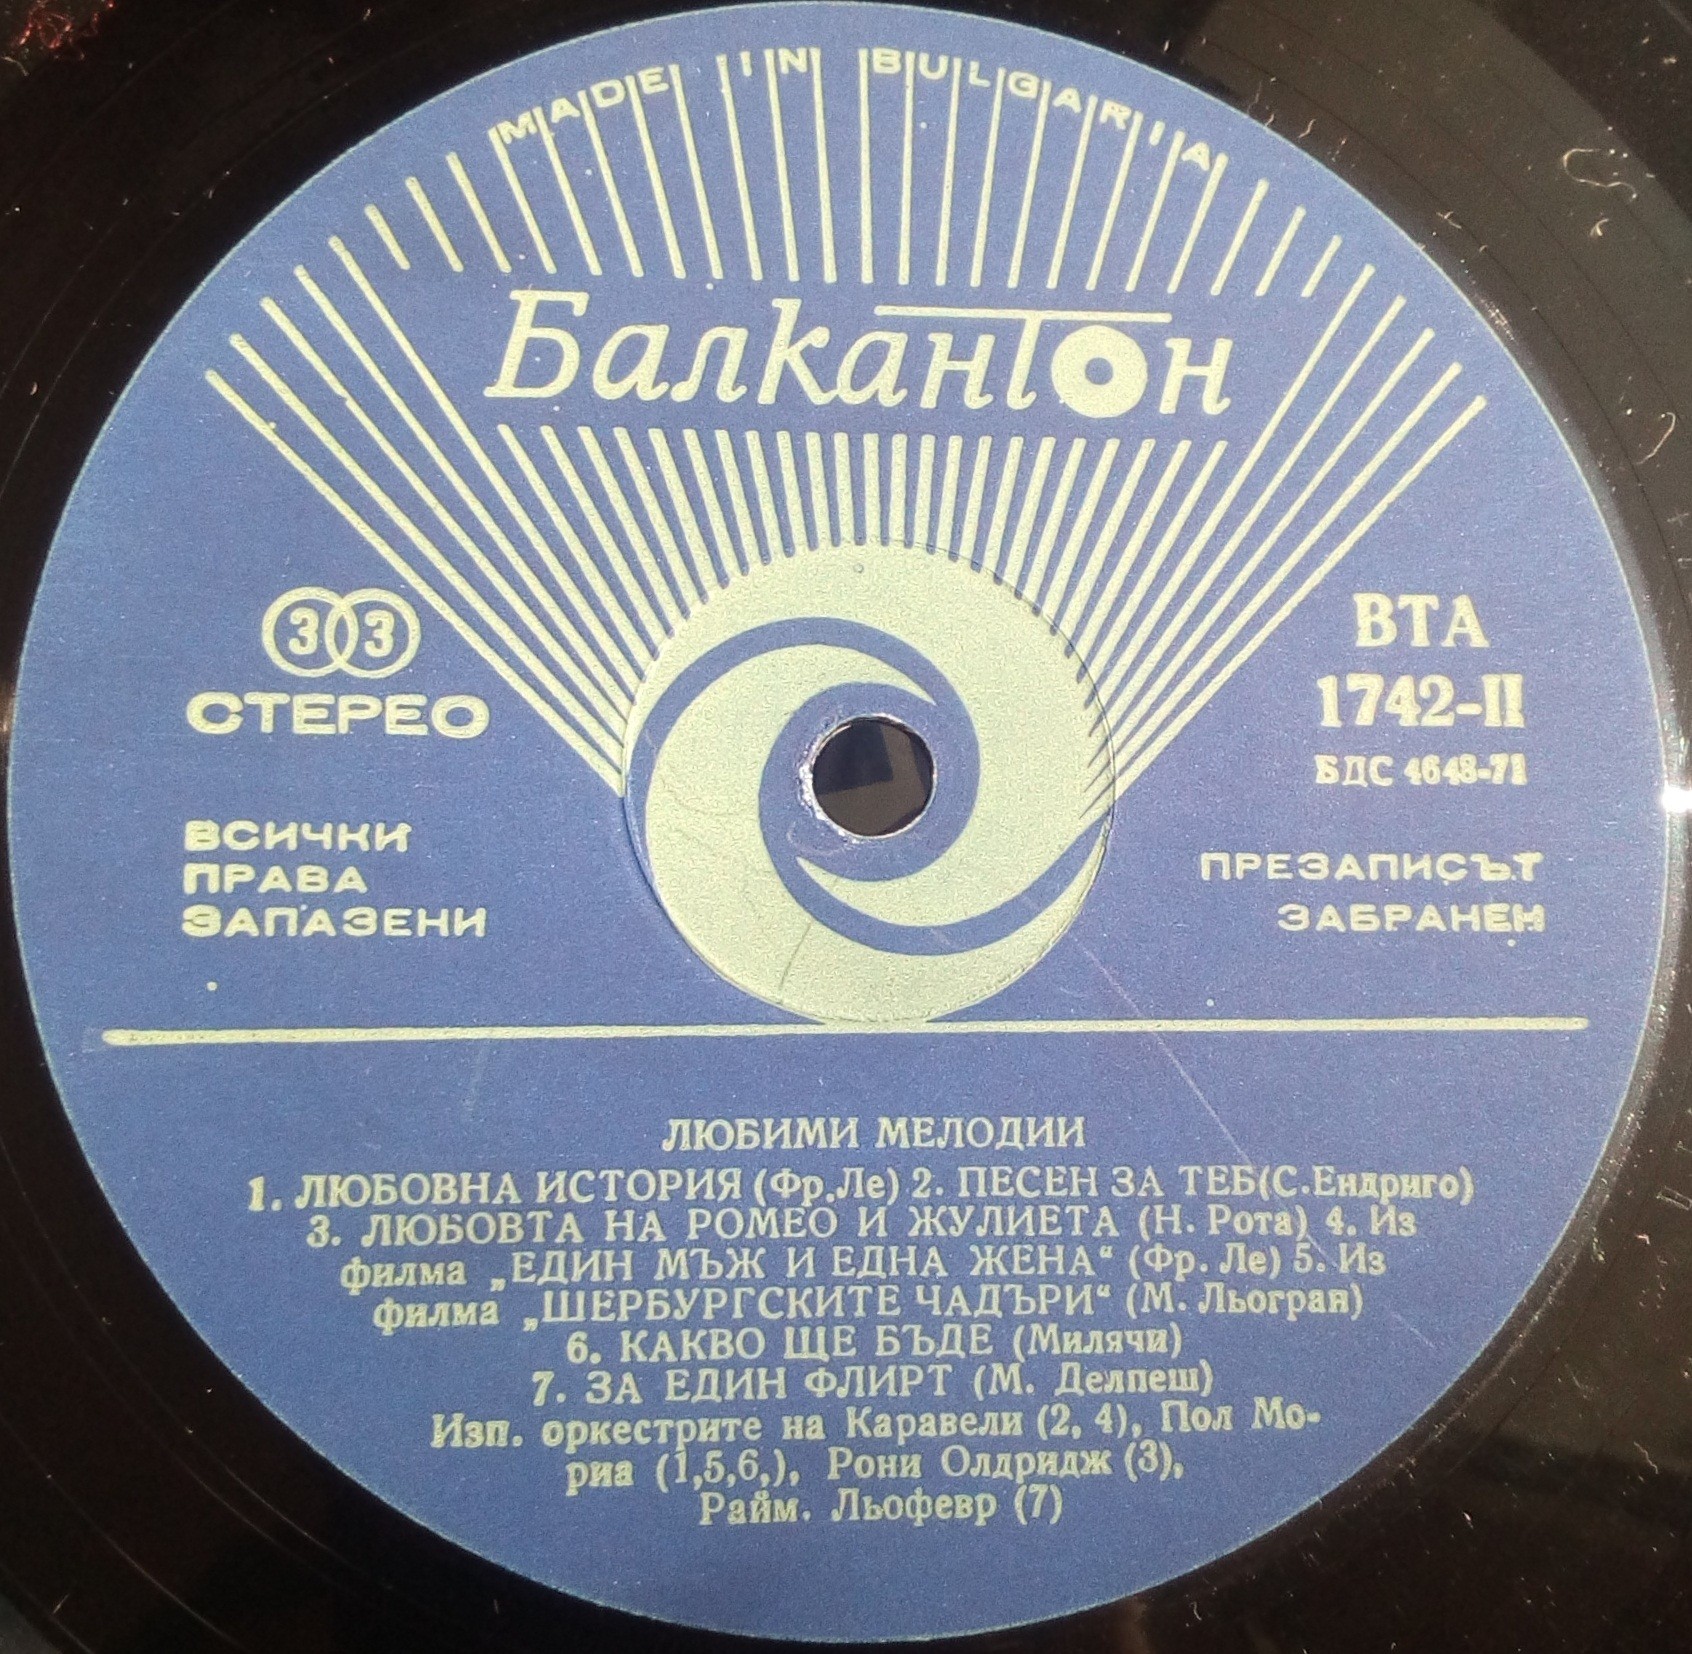 MADE IN BULGARIA
Балкантон
33
СТЕРЕО
ВСИЧКИ
ПРАВА
ЗАПАЗЕНИ
ВТА
1742-II
БДС 4648-71
ПРЕЗАПИСЪТ
ЗАБРАНЕН
ЛЮБИМИ МЕЛОДИИ
1. ЛЮБОВНА ИСТОРИЯ (Фр.Ле) 2. ПЕСЕН ЗА ТЕБ(С.Ендриго)
3. ЛЮБОВТА НА РОМЕО И ЖУЛИЕТА (Н. Рота) 4. Из
филма „ЕДИН МЪЖ И ЕДНА ЖЕНА“ (Фр. Ле) 5. Из
филма „ШЕРБУРГСКИТЕ ЧАДЪРИ“ (М. Льогран)
6. КАКВО ЩЕ БЪДЕ (Милячи)
7. ЗА ЕДИН ФЛИРТ (М. Делпеш)
Изп. оркестрите на Каравели (2, 4), Пол Мо-
риа (1,5,6,), Рони Олдридж (3),
Райм. Льофевр (7)